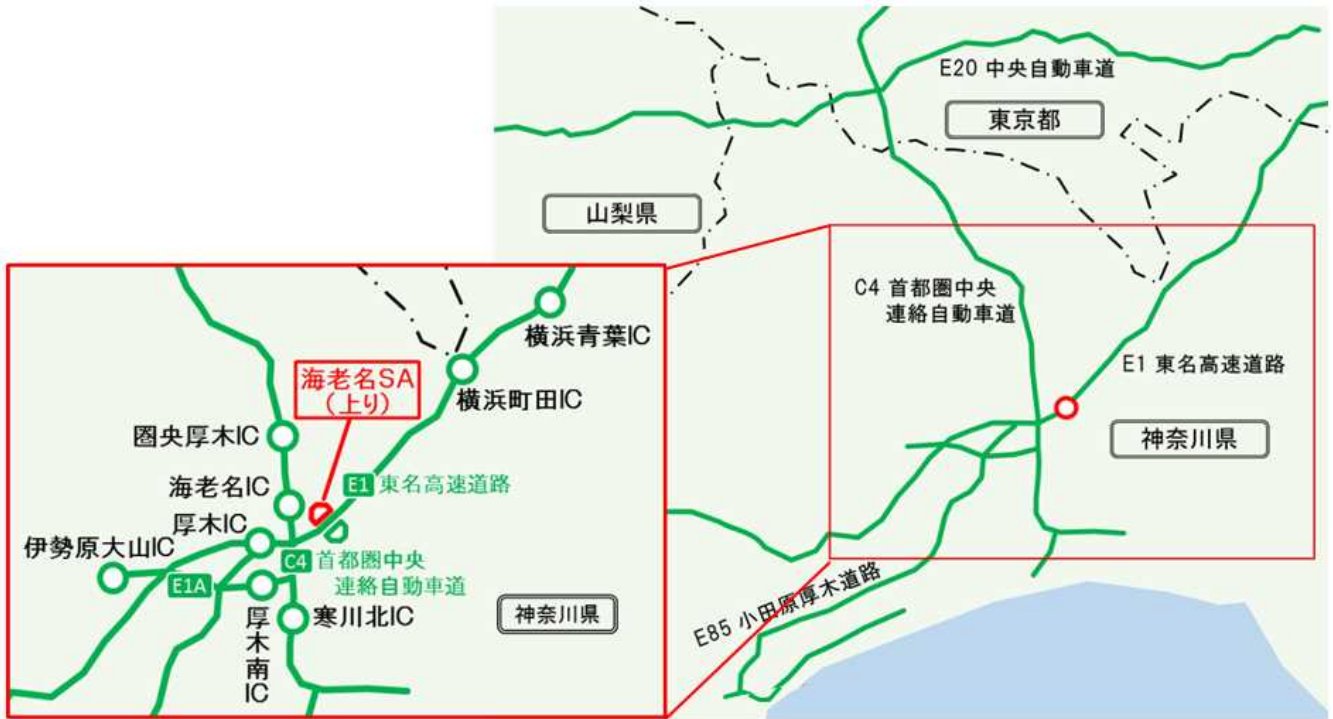 E20 中央自動車道
東京都
山梨県
C4 首都圏中央
連絡自動車道
E1 東名高速道路
神奈川県
E85 小田原厚木道路
横浜青葉IC
海老名SA
（上り）
横浜町田IC
圏央厚木IC
海老名IC
E1 東名高速道路
厚木IC
伊勢原大山IC
C4 首都圏中央
連絡自動車道
E1A
厚木南IC
寒川北IC
神奈川県